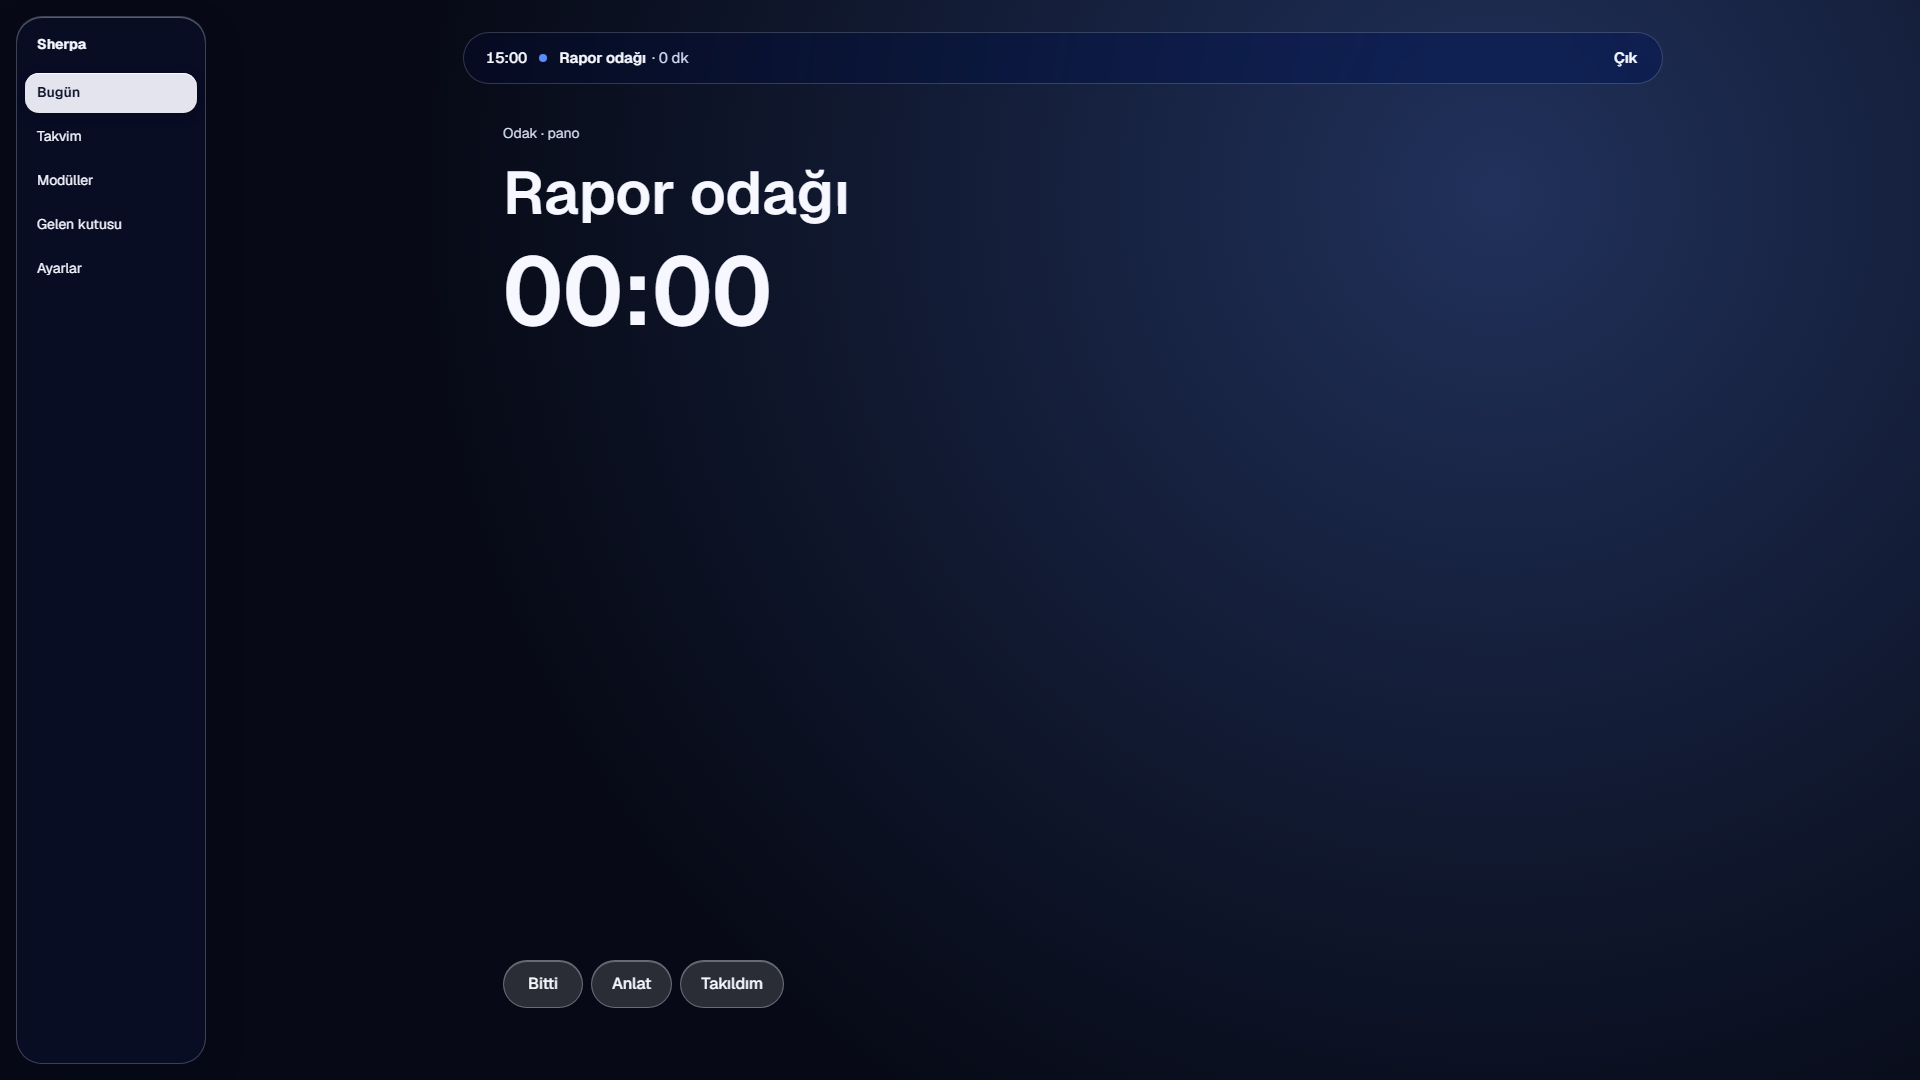 Sherpa
Bugün
Takvim
Modüller
Gelen kutusu
Ayarlar
15:00 Rapor odağı · 0 dk Çık
Odak · pano
Rapor odağı
00:00
Bitti Anlat Takıldım